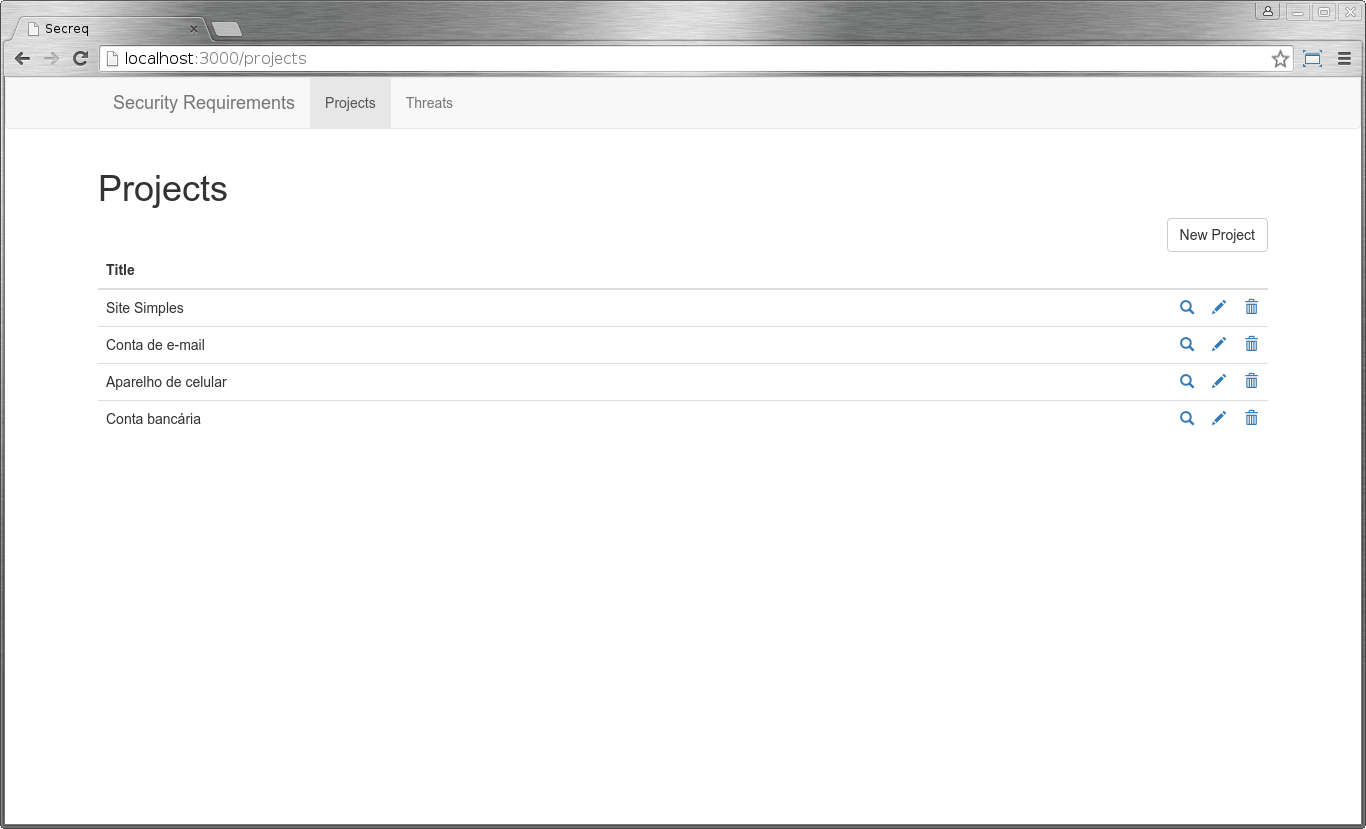 Secreq
localhost:3000/projects
Security Requirements Projects Threats
Projects
New Project
Title
Site Simples
Conta de e-mail
Aparelho de celular
Conta bancária